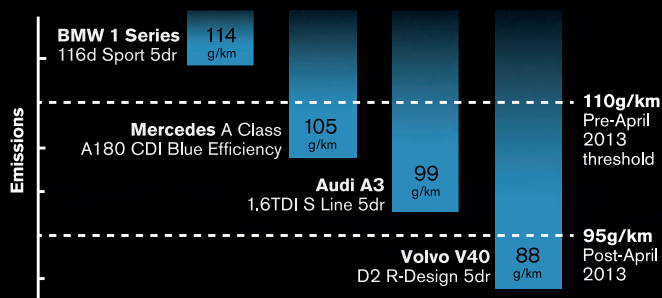 BMW 1 Series
116d Sport 5dr
114
g/km
110g/km
Pre-April
2013
threshold
Mercedes A Class
A180 CDI Blue Efficiency
105
g/km
Audi A3
1.6TDI S Line 5dr
99
g/km
95g/km
Post-April
2013
Volvo V40
D2 R-Design 5dr
88
g/km
Emissions